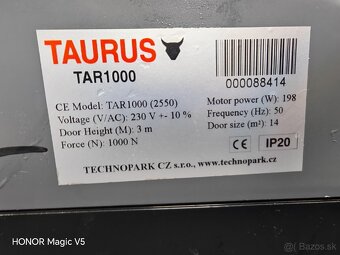 TAURUS
TAR1000
000088414
CE Model: TAR1000 (2550)
Voltage (V/AC): 230 V +- 10 %
Door Height (M): 3 m
Force (N): 1000 N
Motor power (W): 198
Frequency (Hz): 50
Door size (m²): 14
TECHNOPARK CZ s.r.o., www.technopark.cz
CE
IP20
HONOR Magic V5
bazos.sk